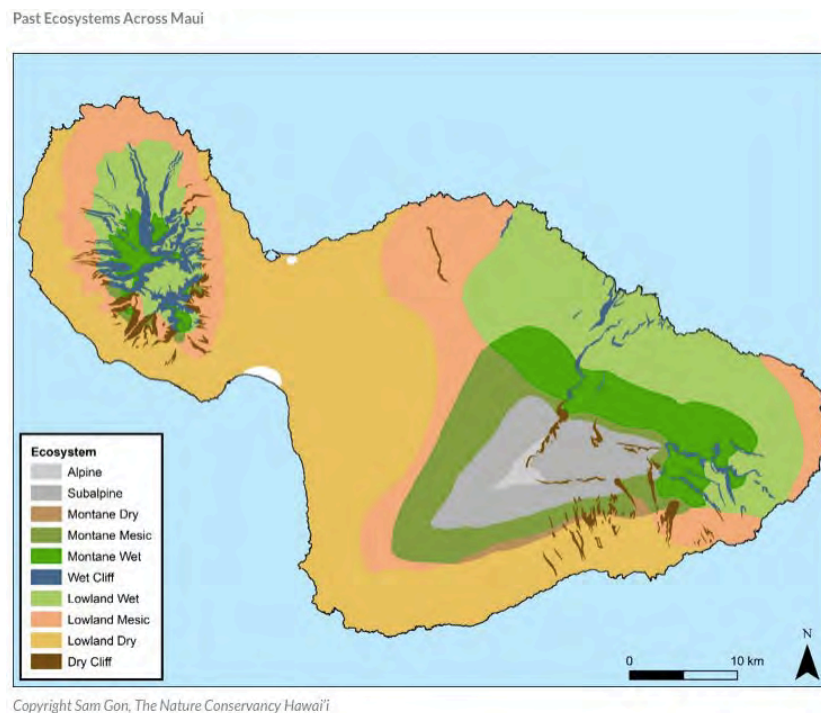 Past Ecosystems Across Maui
Ecosystem
Alpine
Subalpine
Montane Dry
Montane Mesic
Montane Wet
Wet Cliff
Lowland Wet
Lowland Mesic
Lowland Dry
Dry Cliff
N
0 10 km
Copyright Sam Gon, The Nature Conservancy Hawai'i